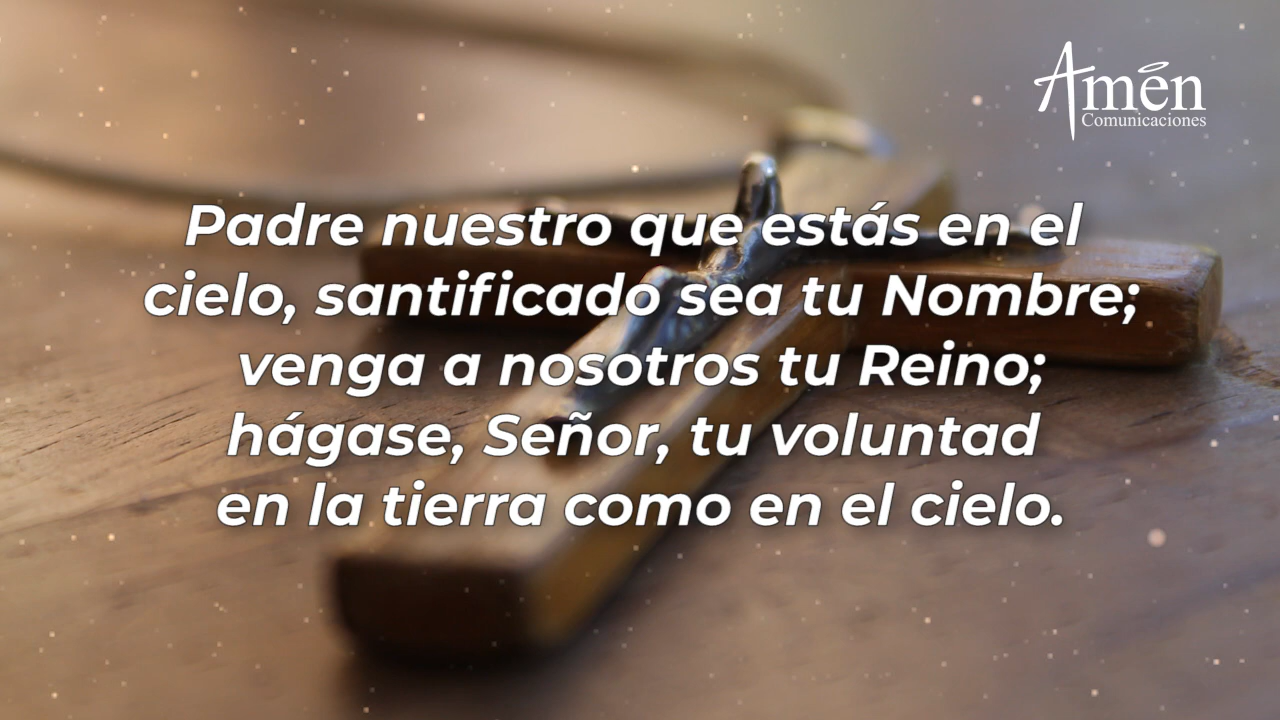 Amén
Comunicaciones
Padre nuestro que estás en el
cielo, santificado sea tu Nombre;
venga a nosotros tu Reino;
hágase, Señor, tu voluntad
en la tierra como en el cielo.